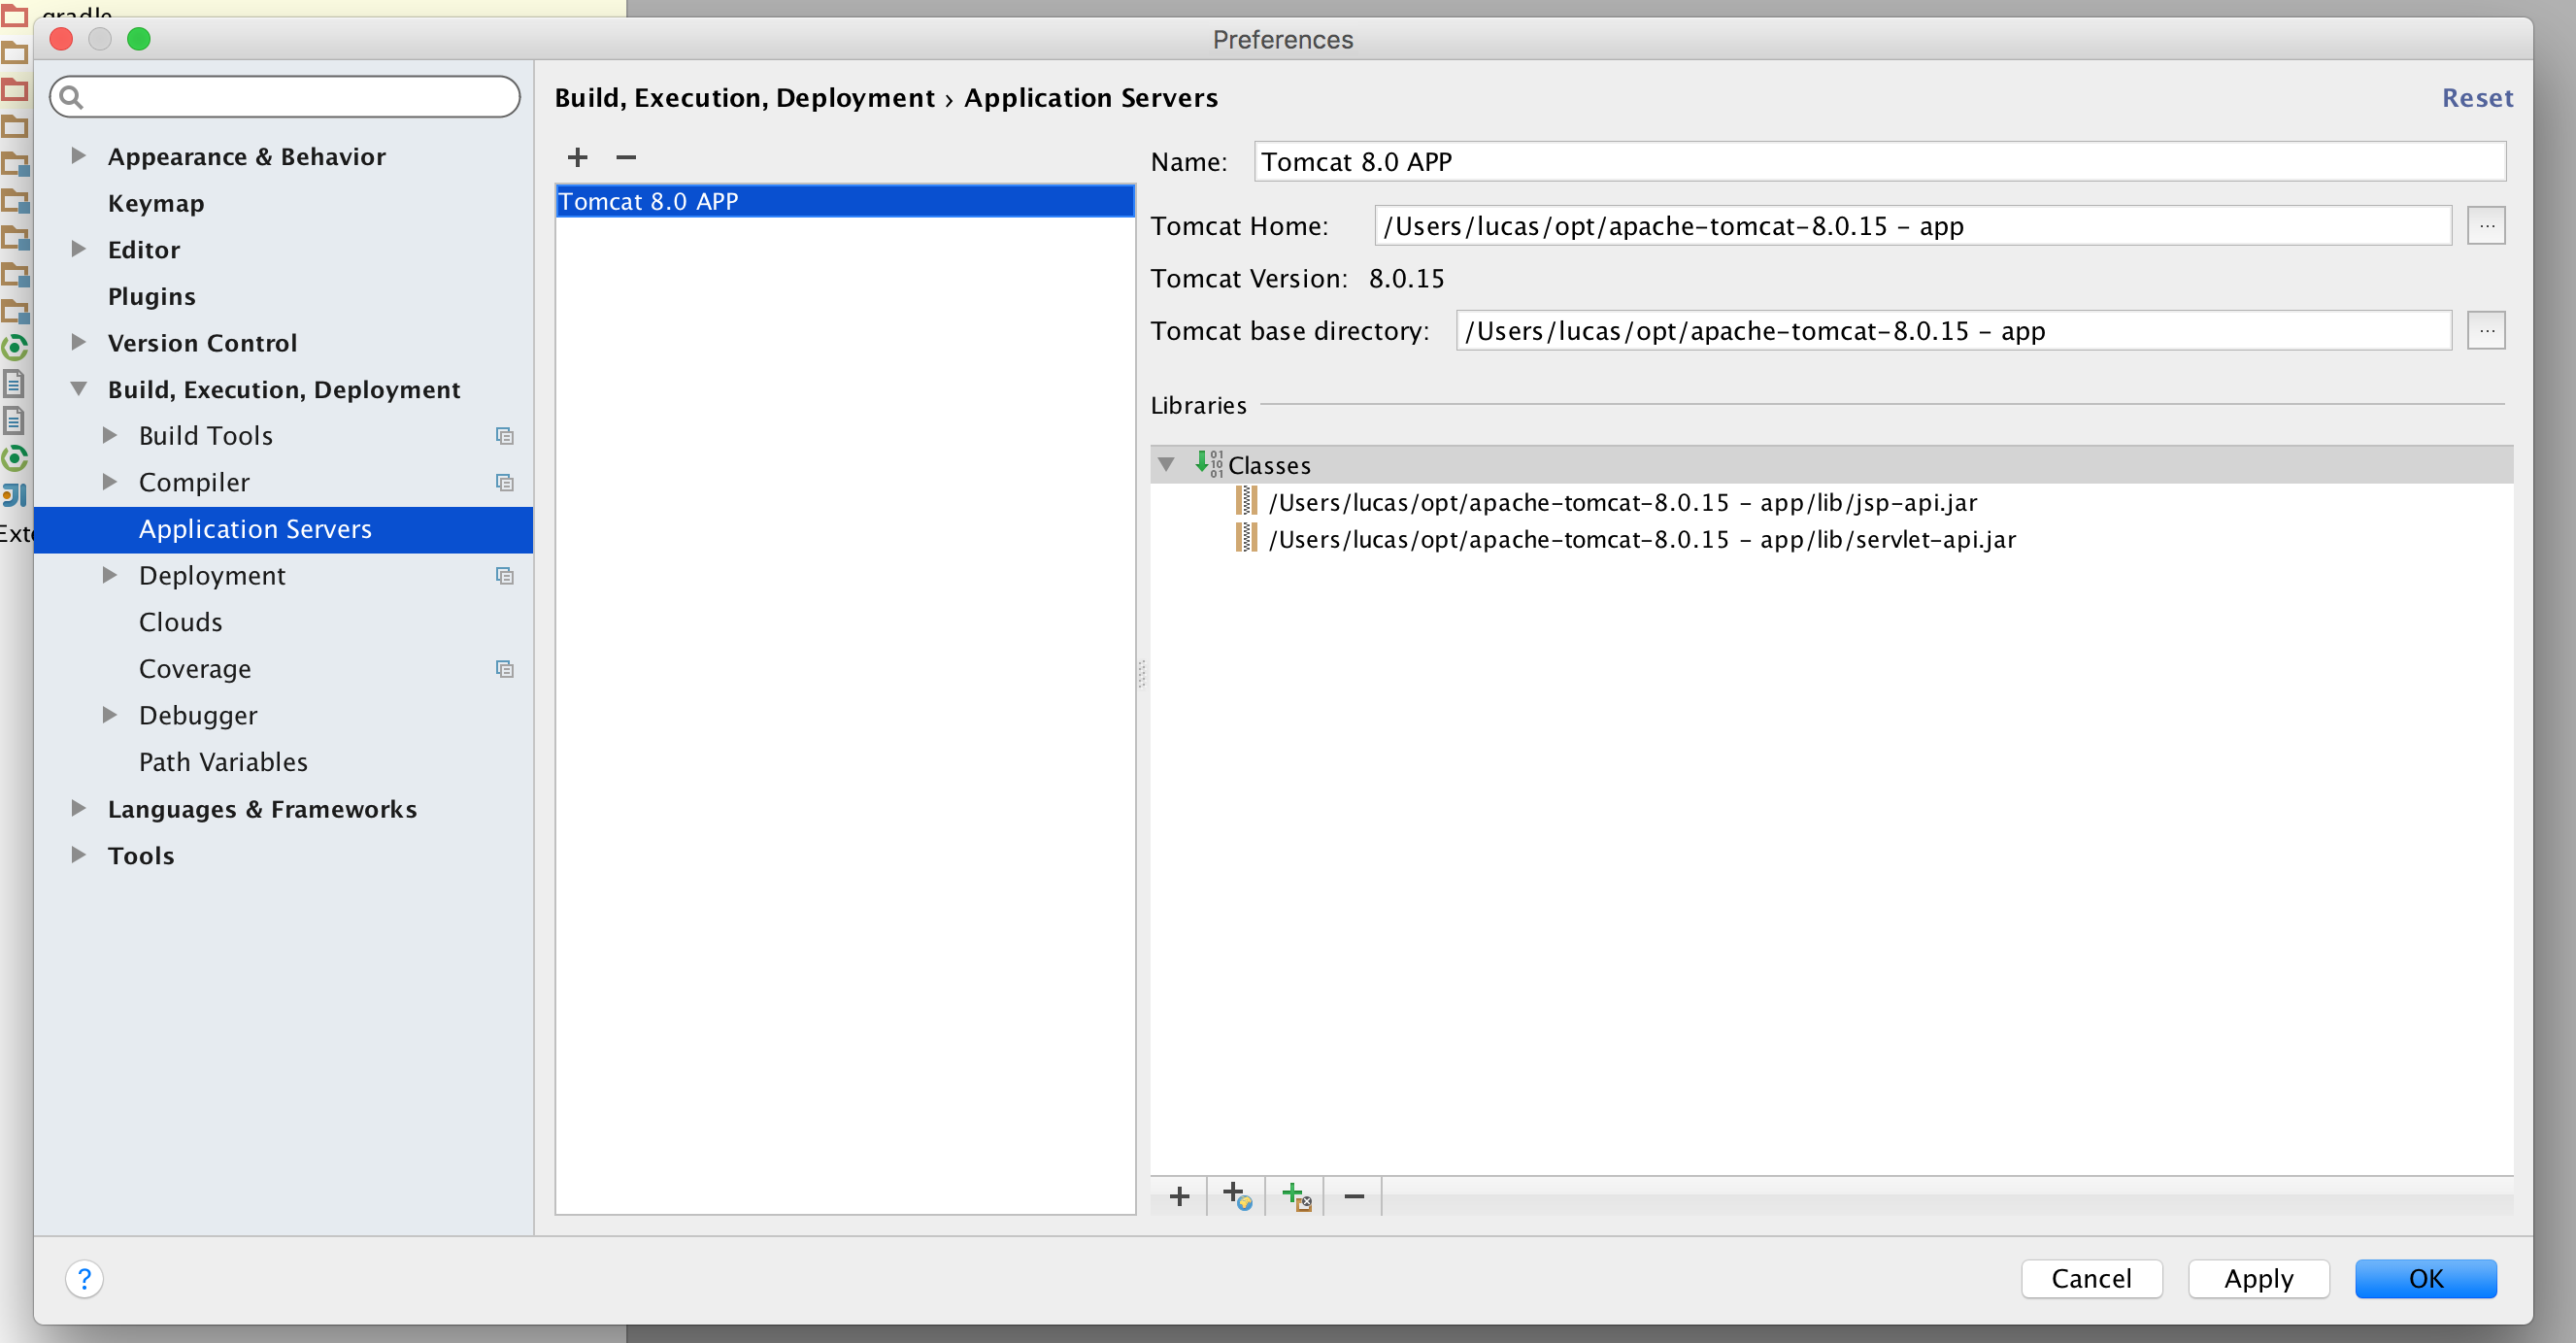 gradle
Preferences
Build, Execution, Deployment › Application Servers
Reset
Appearance & Behavior
Keymap
Editor
Plugins
Version Control
Build, Execution, Deployment
Build Tools
Compiler
Application Servers
Deployment
Clouds
Coverage
Debugger
Path Variables
Languages & Frameworks
Tools
Tomcat 8.0 APP
Name: Tomcat 8.0 APP
Tomcat Home: /Users/lucas/opt/apache-tomcat-8.0.15 - app ...
Tomcat Version: 8.0.15
Tomcat base directory: /Users/lucas/opt/apache-tomcat-8.0.15 - app ...
Libraries
Classes
/Users/lucas/opt/apache-tomcat-8.0.15 - app/lib/jsp-api.jar
/Users/lucas/opt/apache-tomcat-8.0.15 - app/lib/servlet-api.jar
Ext
?
Cancel
Apply
OK